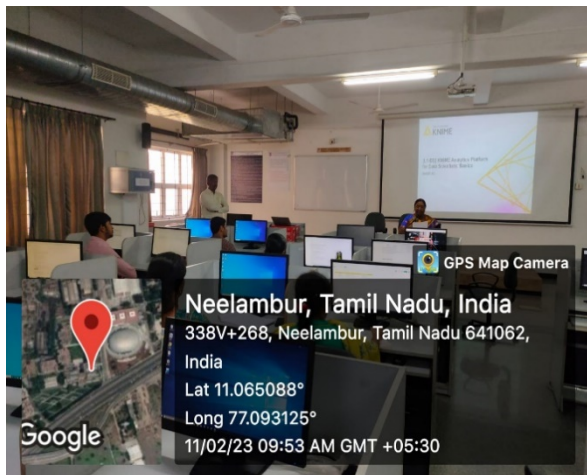 KNIME
GPS Map Camera
Neelambur, Tamil Nadu, India
338V+268, Neelambur, Tamil Nadu 641062,
India
Lat 11.065088°
Long 77.093125°
11/02/23 09:53 AM GMT +05:30
Google